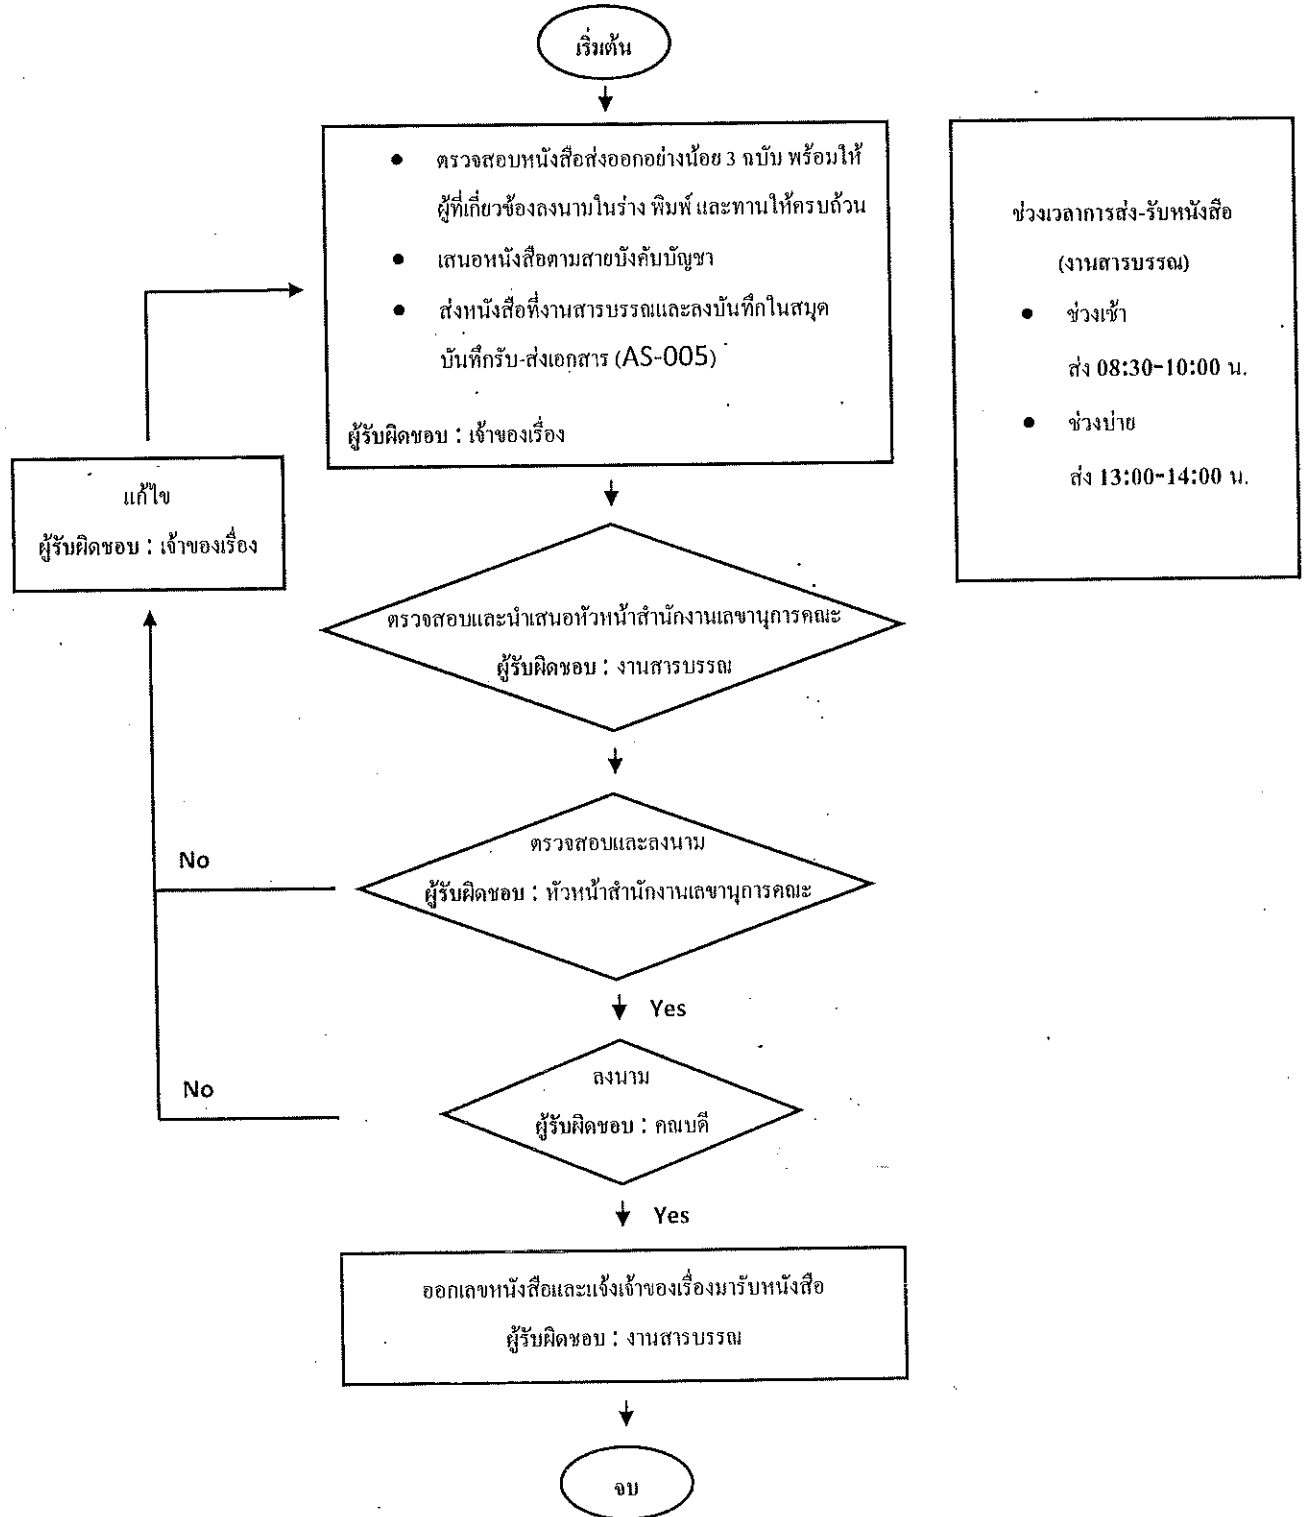 เริ่มต้น
• ตรวจสอบหนังสือส่งออกอย่างน้อย 3 ฉบับ พร้อมให้
ผู้ที่เกี่ยวข้องลงนามในร่าง พิมพ์ และทานให้ครบถ้วน
• เสนอหนังสือตามสายบังคับบัญชา
• ส่งหนังสือที่งานสารบรรณและลงบันทึกในสมุด
บันทึกรับ-ส่งเอกสาร (AS-005)
ผู้รับผิดชอบ : เจ้าของเรื่อง
ช่วงเวลาการส่ง-รับหนังสือ
(งานสารบรรณ)
• ช่วงเช้า
ส่ง 08:30-10:00 น.
• ช่วงบ่าย
ส่ง 13:00-14:00 น.
แก้ไข
ผู้รับผิดชอบ : เจ้าของเรื่อง
ตรวจสอบและนำเสนอหัวหน้าสำนักงานเลขานุการคณะ
ผู้รับผิดชอบ : งานสารบรรณ
ตรวจสอบและลงนาม
ผู้รับผิดชอบ : หัวหน้าสำนักงานเลขานุการคณะ
No
Yes
ลงนาม
ผู้รับผิดชอบ : คณบดี
No
Yes
ออกเลขหนังสือและแจ้งเจ้าของเรื่องมารับหนังสือ
ผู้รับผิดชอบ : งานสารบรรณ
จบ